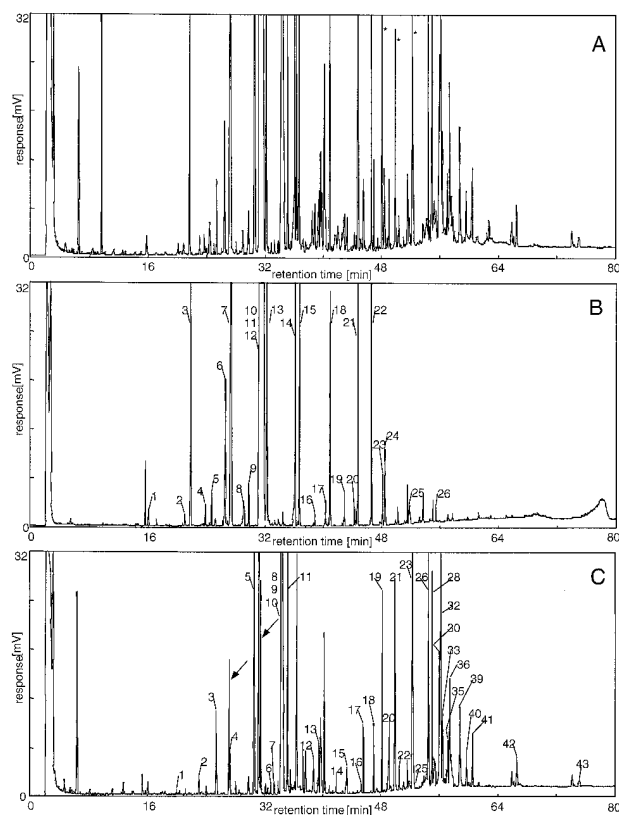 32
A
* * *
response[mV]
0
0 16 32 48 64 80
retention time [min]
32
B
3 7 10 13 15 18 22
11 14 21
12
6
24
23
9
5
8
4
2
1
16 17 19 20 25 26
response[mV]
0
0 16 32 48 64 80
retention time [min]
32
C
23
5 8 11 19 21 26 28
9
10
32
30
33
36
35
39
3
4
7
6
2
1
13
12
14
15
16
17
18
20
22
25
40
41
42
43
response[mV]
0
0 16 32 48 64 80
retention time [min]